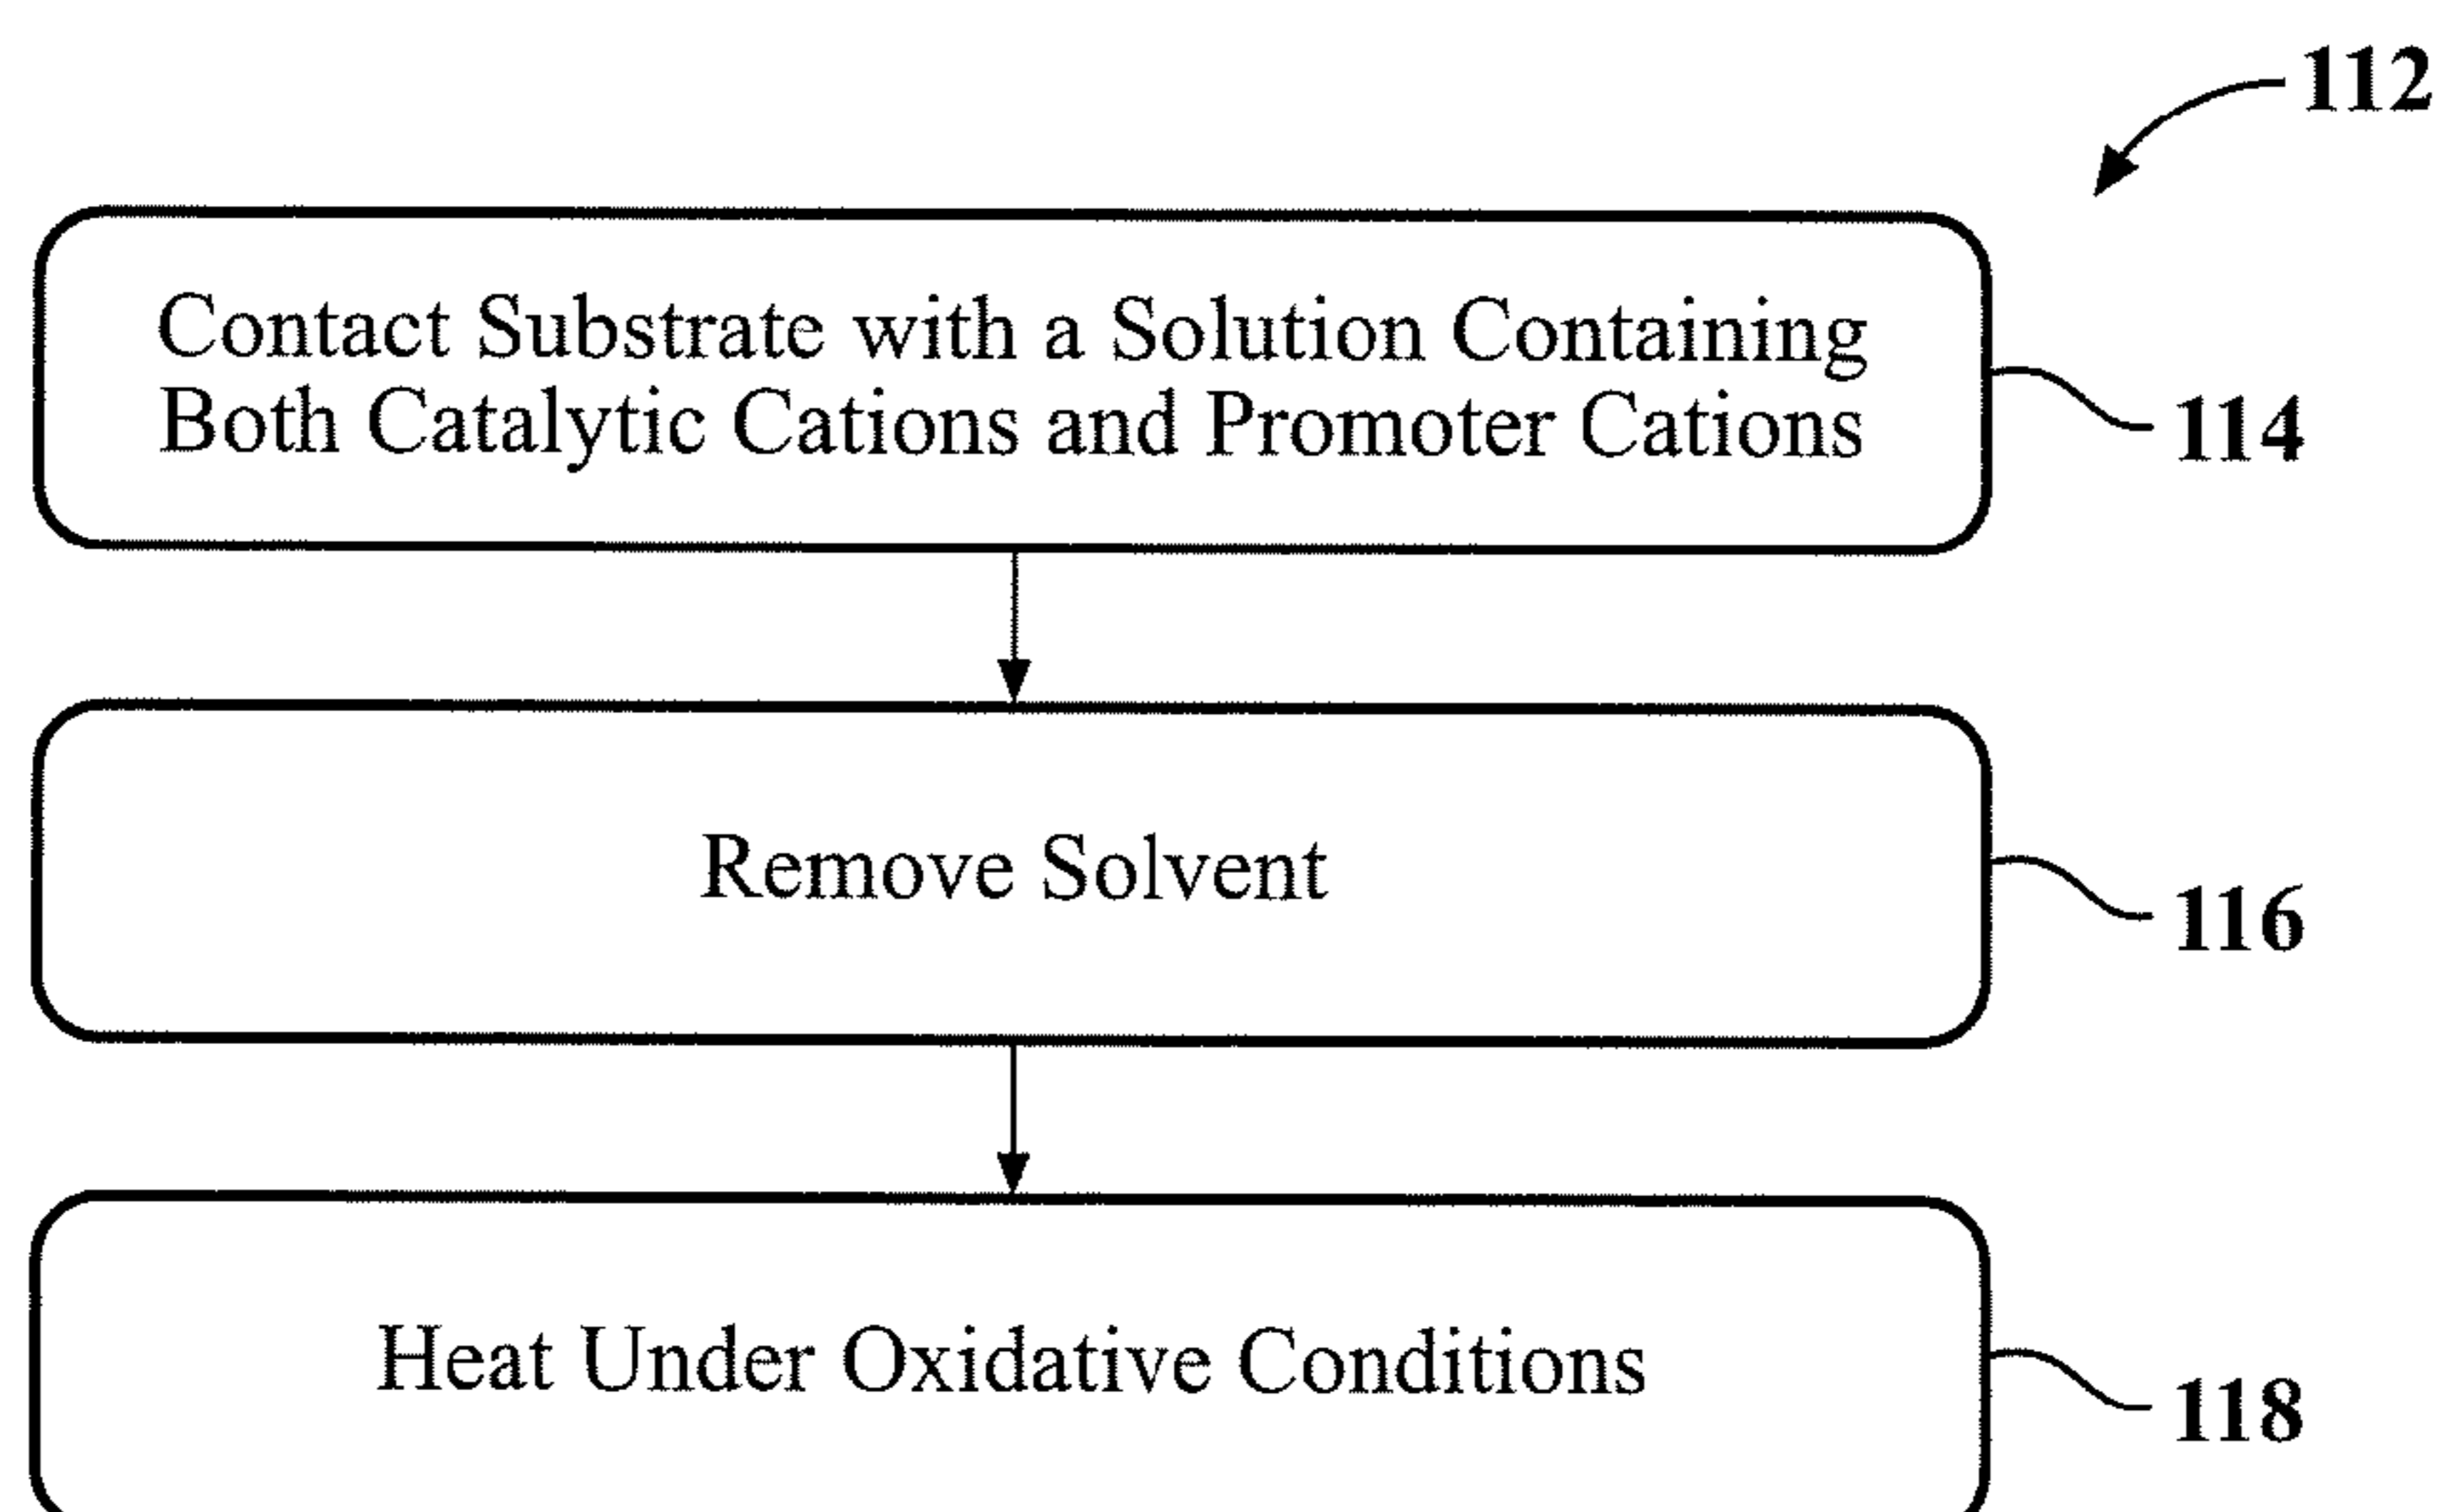 112
Contact Substrate with a Solution Containing
Both Catalytic Cations and Promoter Cations
114
Remove Solvent
116
Heat Under Oxidative Conditions
118